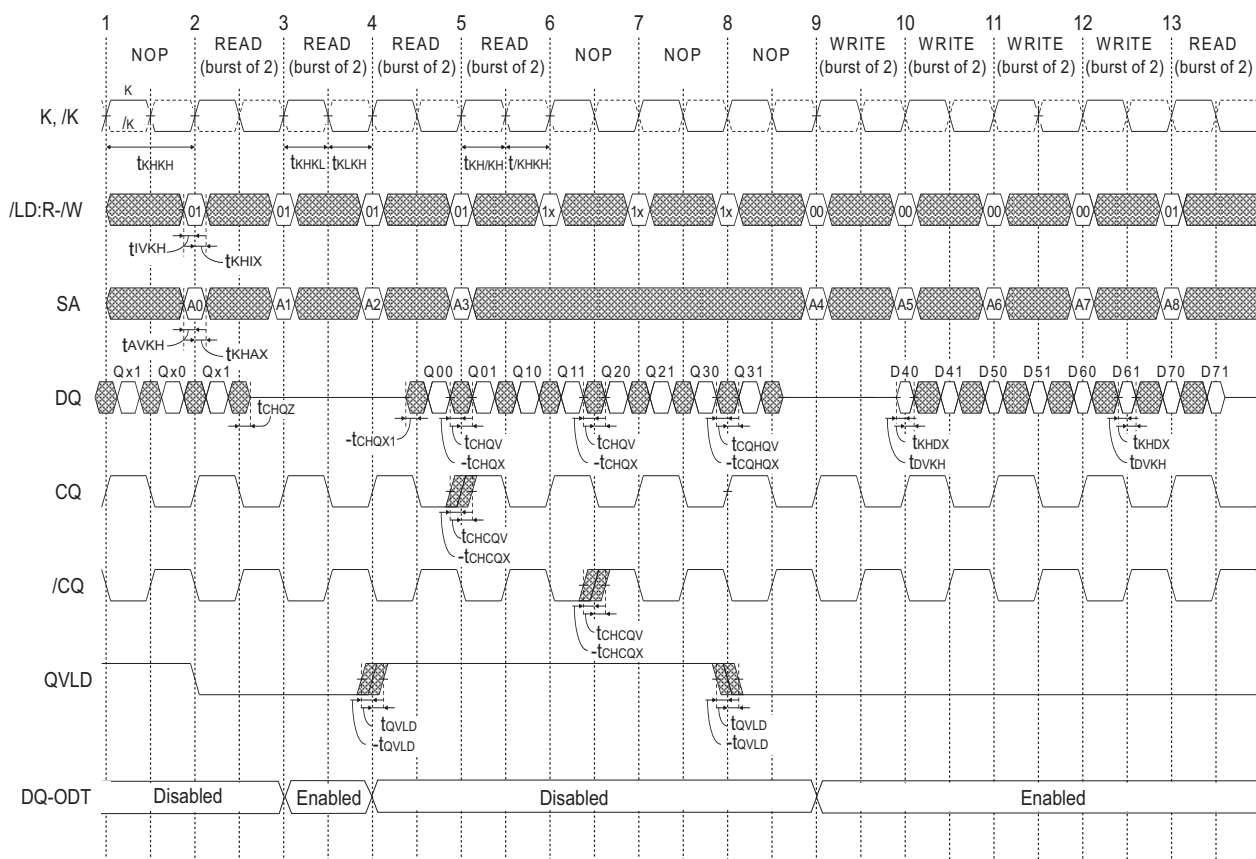 1 2 3 4 5 6 7 8 9 10 11 12 13
NOP READ READ READ READ NOP NOP NOP WRITE WRITE WRITE WRITE READ
(burst of 2) (burst of 2) (burst of 2) (burst of 2) (burst of 2) (burst of 2) (burst of 2) (burst of 2) (burst of 2)
K
K, /K
/K
tKHKH tKHKL tKLKH tKH/KH t/KHKH
/LD:R-/W 01 01 01 01 1x 1x 1x 00 00 00 00 01
tIVKH
tKHIX
SA A0 A1 A2 A3 A4 A5 A6 A7 A8
tAVKH
tKHAX
Qx1 Qx0 Qx1 Q00 Q01 Q10 Q11 Q20 Q21 Q30 Q31 D40 D41 D50 D51 D60 D61 D70 D71
DQ
tCHQZ -tCHQX1 tCHQV tCHQV tCQHQV tKHDX tKHDX
-tCHQX -tCHQX -tCQHQX tDVKH tDVKH
CQ
tCHCQV
-tCHCQX
/CQ
tCHCQV
-tCHCQX
QVLD
tQVLD tQVLD
-tQVLD -tQVLD
DQ-ODT Disabled Enabled Disabled Enabled